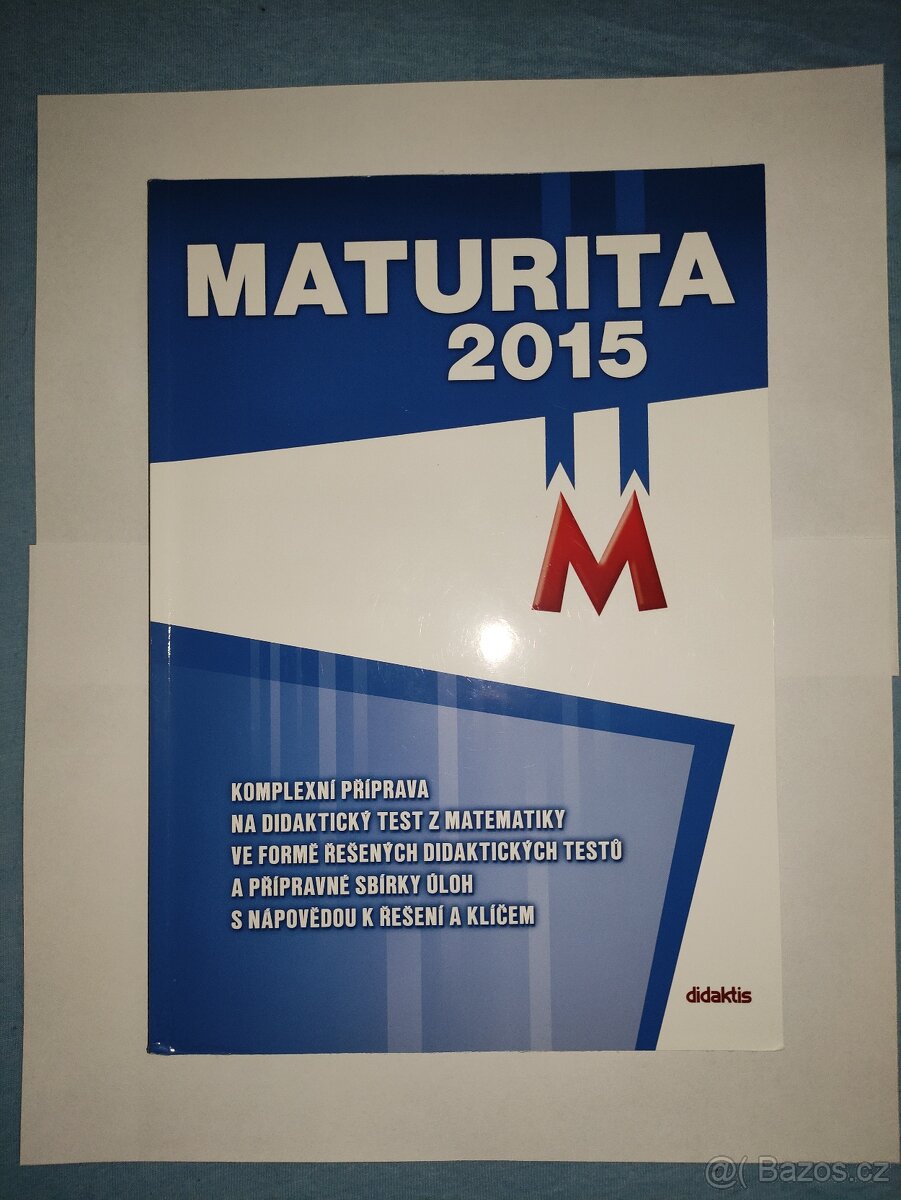 MATURITA
2015
M
KOMPLEXNÍ PŘÍPRAVA
NA DIDAKTICKÝ TEST Z MATEMATIKY
VE FORMĚ ŘEŠENÝCH DIDAKTICKÝCH TESTŮ
A PŘÍPRAVNÉ SBÍRKY ÚLOH
S NÁPOVĚDOU K ŘEŠENÍ A KLÍČEM
didaktis
@( Bazos.cz